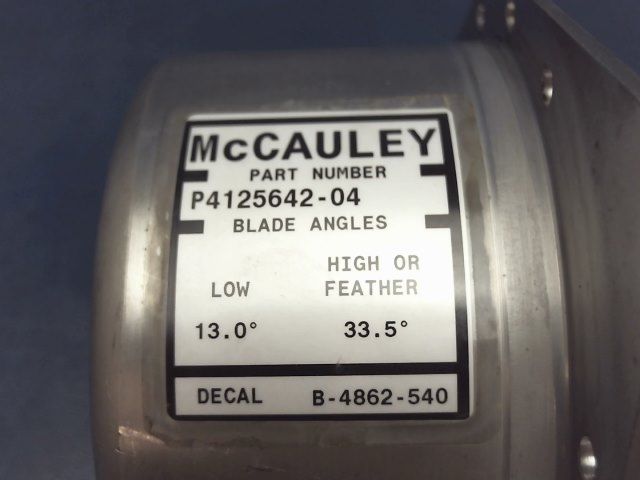 McCAULEY
PART NUMBER
P4125642-04
BLADE ANGLES
HIGH OR
LOW FEATHER
13.0° 33.5°
DECAL B-4862-540